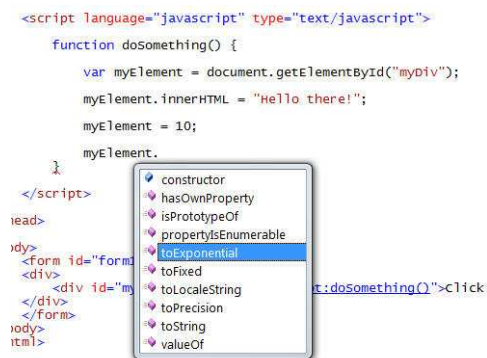 <script language="javascript" type="text/javascript">
function doSomething() {
var myElement = document.getElementById("myDiv");
myElement.innerHTML = "Hello there!";
myElement = 10;
myElement.
}
</script>
constructor
hasOwnProperty
isPrototypeOf
propertyIsEnumerable
toExponential
toFixed
toLocaleString
toPrecision
toString
valueOf
ead>
ody>
<form id="form
<div>
<div id="my t:doSomething()">Click
</div>
</form>
ody>
tml>